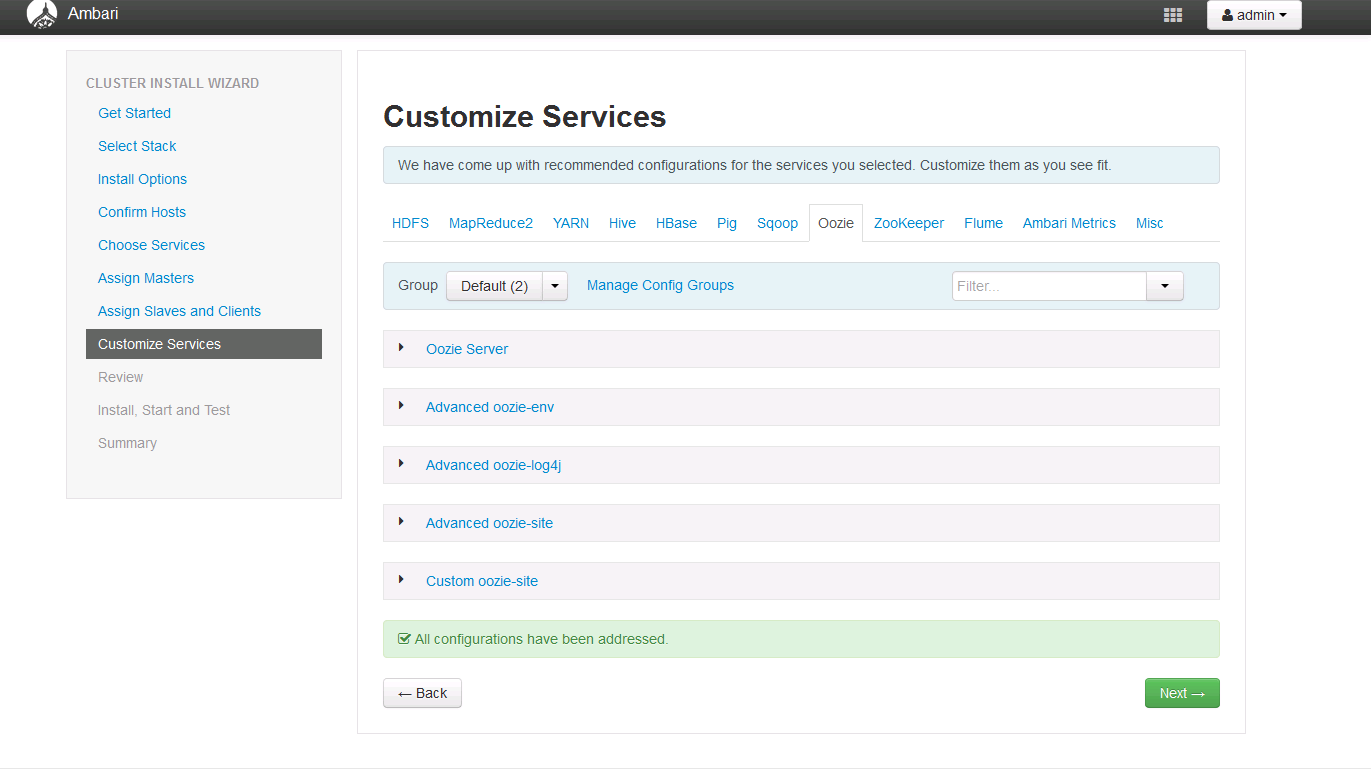 Ambari
admin
CLUSTER INSTALL WIZARD
Get Started
Select Stack
Install Options
Confirm Hosts
Choose Services
Assign Masters
Assign Slaves and Clients
Customize Services
Review
Install, Start and Test
Summary
Customize Services
We have come up with recommended configurations for the services you selected. Customize them as you see fit.
HDFS MapReduce2 YARN Hive HBase Pig Sqoop Oozie ZooKeeper Flume Ambari Metrics Misc
Group Default (2) Manage Config Groups Filter...
Oozie Server
Advanced oozie-env
Advanced oozie-log4j
Advanced oozie-site
Custom oozie-site
All configurations have been addressed.
← Back Next →